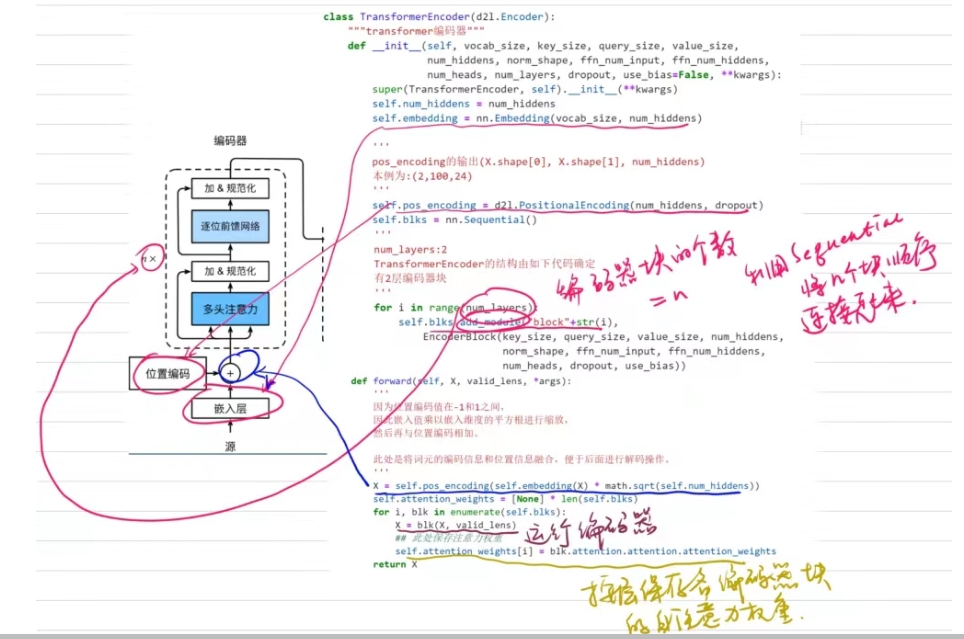 class TransformerEncoder(d2l.Encoder):
"""transformer编码器"""
def __init__(self, vocab_size, key_size, query_size, value_size,
num_hiddens, norm_shape, ffn_num_input, ffn_num_hiddens,
num_heads, num_layers, dropout, use_bias=False, **kwargs):
super(TransformerEncoder, self).__init__(**kwargs)
self.num_hiddens = num_hiddens
self.embedding = nn.Embedding(vocab_size, num_hiddens)
'''
pos_encoding的输出(X.shape[0], X.shape[1], num_hiddens)
本例为:(2,100,24)
'''
self.pos_encoding = d2l.PositionalEncoding(num_hiddens, dropout)
self.blks = nn.Sequential()
'''
num_layers:2
TransformerEncoder的结构由如下代码确定
有2层编码器块
'''
for i in range(num_layers):
self.blks.add_module("block"+str(i),
EncoderBlock(key_size, query_size, value_size, num_hiddens,
norm_shape, ffn_num_input, ffn_num_hiddens,
num_heads, dropout, use_bias))
def forward(self, X, valid_lens, *args):
'''
因为位置编码值在-1和1之间,
因此嵌入值乘以嵌入维度的平方根进行缩放,
然后再与位置编码相加。
此处是将词元的编码信息和位置信息融合，便于后面进行解码操作。
'''
X = self.pos_encoding(self.embedding(X) * math.sqrt(self.num_hiddens))
self.attention_weights = [None] * len(self.blks)
for i, blk in enumerate(self.blks):
X = blk(X, valid_lens)
## 此处保存注意力权重
self.attention_weights[i] = blk.attention.attention.attention_weights
return X
编码器
加 & 规范化
逐位前馈网络
n×
加 & 规范化
多头注意力
位置编码
+
嵌入层
源
编码器块的个数
= n
利用Sequential
将n个块顺序
连接起来.
运行编码器
按层保存各编码器块
的自注意力权重.